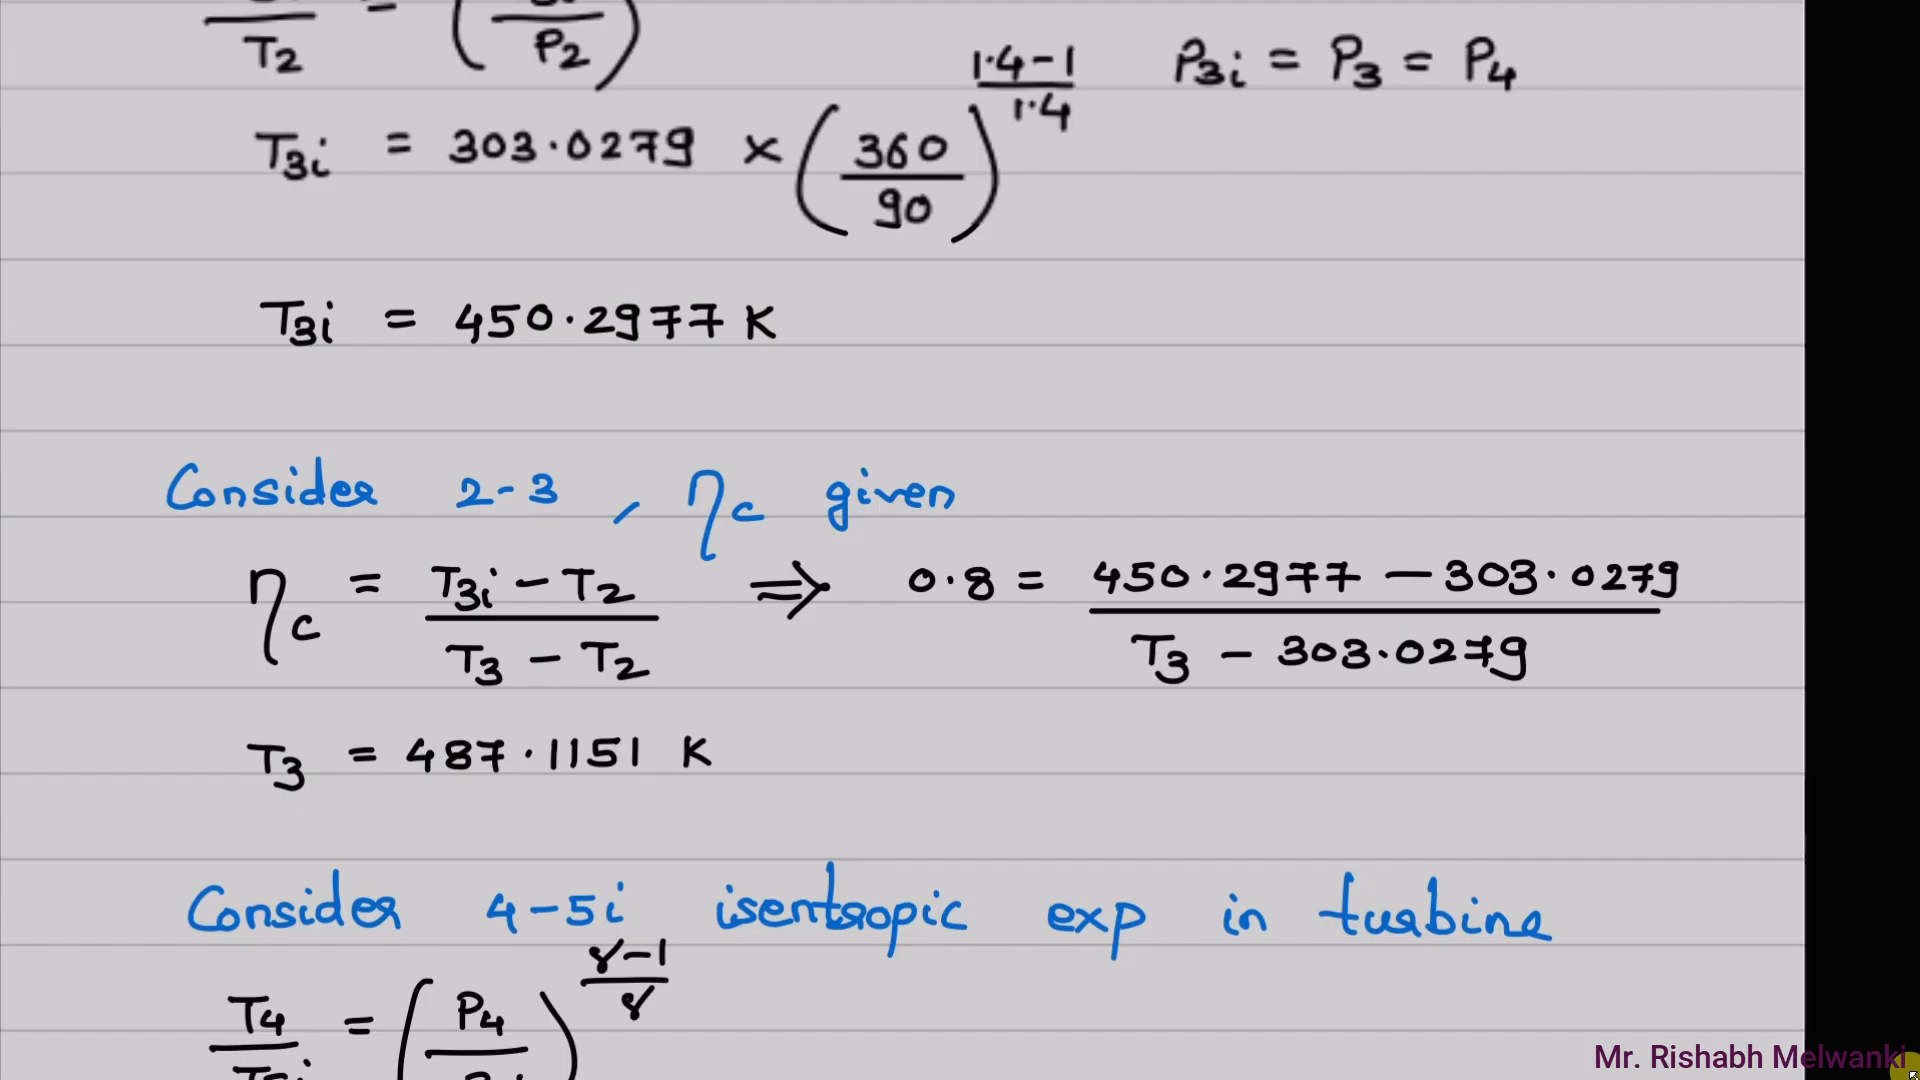 T2 = ( P2 )
P3i = P3 = P4
T3i = 303.0279 × (360/90)^(1.4-1/1.4)
T3i = 450.2977 K
Consider 2-3, ηc given
ηc = T3i - T2 / T3 - T2 ⇒ 0.8 = 450.2977 - 303.0279 / T3 - 303.0279
T3 = 487.1151 K
Consider 4-5i isentropic exp in turbine
T4 / = ( P4 / )^(γ-1/γ)
Mr. Rishabh Melwanki